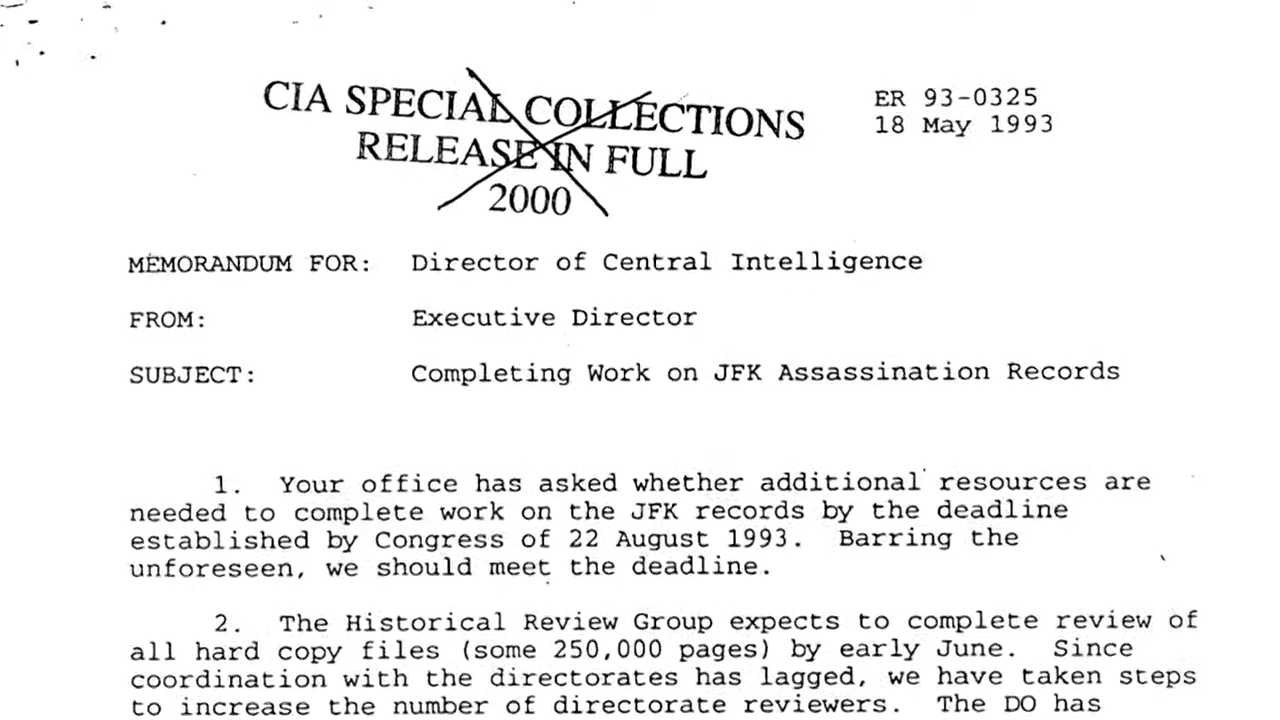 CIA SPECIAL COLLECTIONS
RELEASE IN FULL
2000
ER 93-0325
18 May 1993
MEMORANDUM FOR: Director of Central Intelligence
FROM: Executive Director
SUBJECT: Completing Work on JFK Assassination Records
1. Your office has asked whether additional resources are
needed to complete work on the JFK records by the deadline
established by Congress of 22 August 1993. Barring the
unforeseen, we should meet the deadline.
2. The Historical Review Group expects to complete review of
all hard copy files (some 250,000 pages) by early June. Since
coordination with the directorates has lagged, we have taken steps
to increase the number of directorate reviewers. The DO has